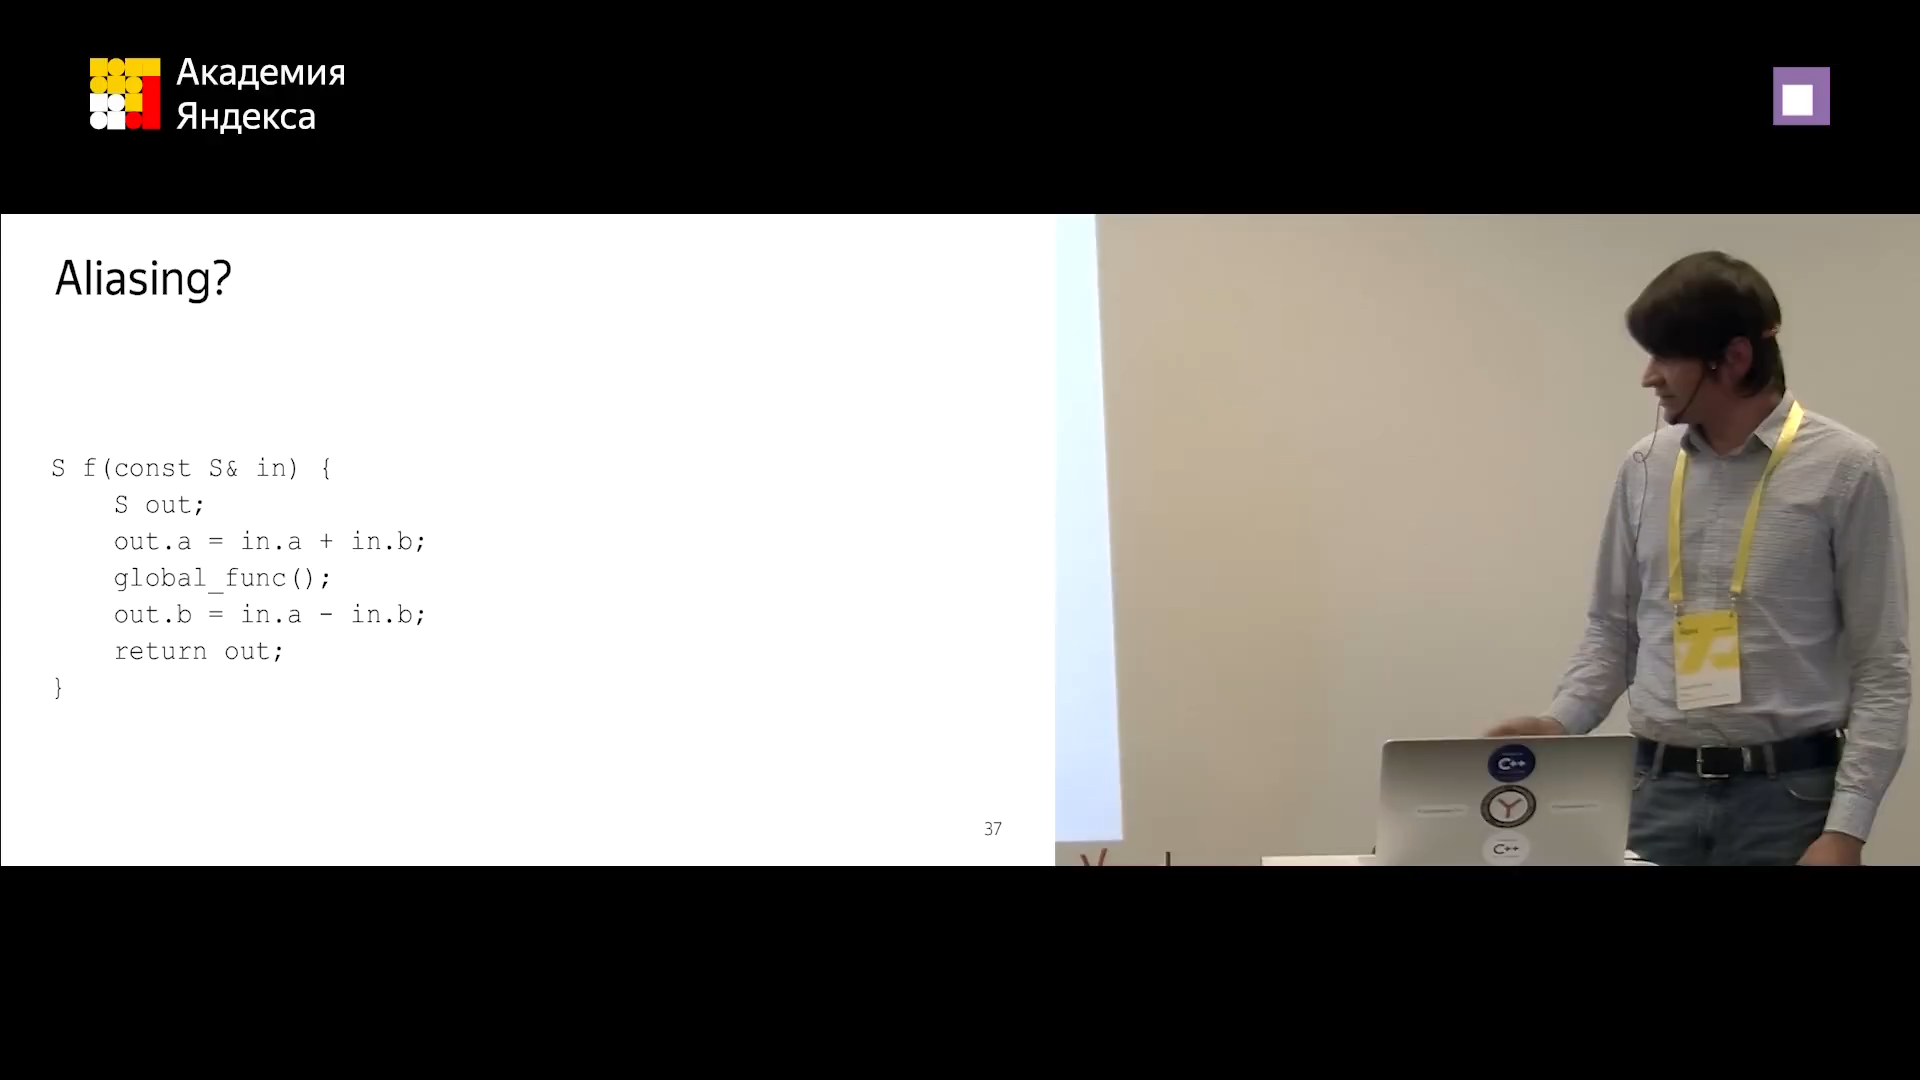 Академия
Яндекса
Aliasing?
S f(const S& in) {
S out;
out.a = in.a + in.b;
global_func();
out.b = in.a - in.b;
return out;
}
37
C++
Y
C++